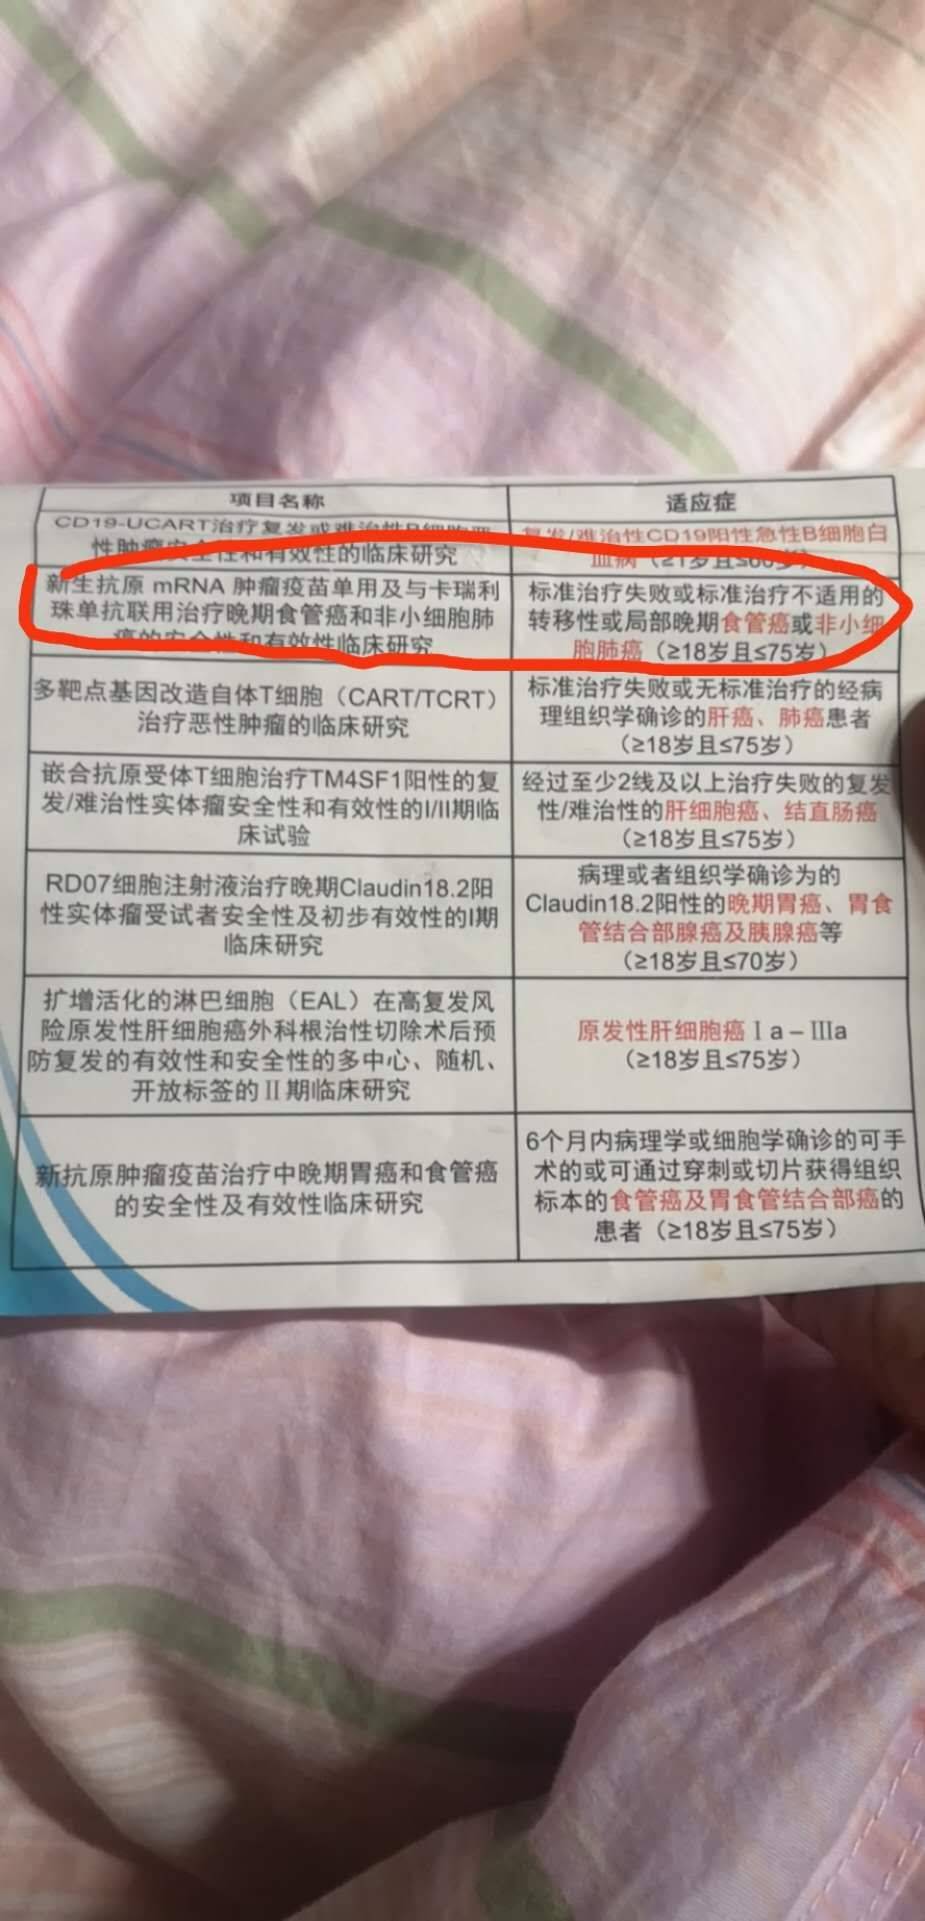 项目名称
适应症
CD19-UCART治疗复发或难治性B细胞恶
性肿瘤安全性和有效性的临床研究
复发/难治性CD19阳性急性B细胞白
血病（≥1岁且≤60岁）
新生抗原 mRNA 肿瘤疫苗单用及与卡瑞利
珠单抗联用治疗晚期食管癌和非小细胞肺
癌的安全性和有效性临床研究
标准治疗失败或标准治疗不适用的
转移性或局部晚期食管癌或非小细
胞肺癌（≥18岁且≤75岁）
多靶点基因改造自体T细胞（CART/TCRT）
治疗恶性肿瘤的临床研究
标准治疗失败或无标准治疗的经病
理组织学确诊的肝癌、肺癌患者
（≥18岁且≤75岁）
嵌合抗原受体T细胞治疗TM4SF1阳性的复
发/难治性实体瘤安全性和有效性的I/II期临
床试验
经过至少2线及以上治疗失败的复发
性/难治性的肝细胞癌、结直肠癌
（≥18岁且≤75岁）
RD07细胞注射液治疗晚期Claudin18.2阳
性实体瘤受试者安全性及初步有效性的I期
临床研究
病理或者组织学确诊为的
Claudin18.2阳性的晚期胃癌、胃食
管结合部腺癌及胰腺癌等
（≥18岁且≤70岁）
扩增活化的淋巴细胞（EAL）在高复发风
险原发性肝细胞癌外科根治性切除术后预
防复发的有效性和安全性的多中心、随机、
开放标签的Ⅱ期临床研究
原发性肝细胞癌Ⅰa－Ⅲa
（≥18岁且≤75岁）
新抗原肿瘤疫苗治疗中晚期胃癌和食管癌
的安全性及有效性临床研究
6个月内病理学或细胞学确诊的可手
术的或可通过穿刺或切片获得组织
标本的食管癌及胃食管结合部癌的
患者（≥18岁且≤75岁）